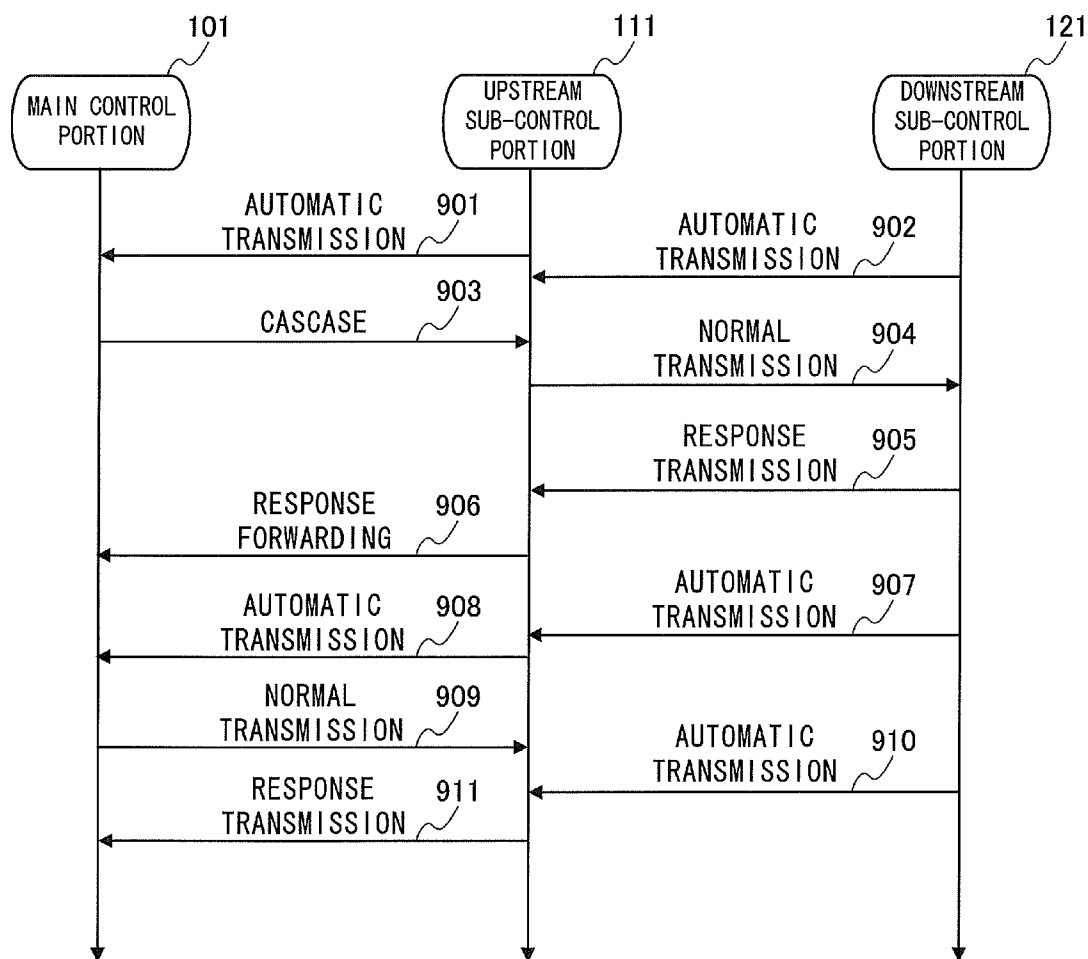 101
111
121
MAIN CONTROL
PORTION
UPSTREAM
SUB-CONTROL
PORTION
DOWNSTREAM
SUB-CONTROL
PORTION
AUTOMATIC
TRANSMISSION
901
AUTOMATIC
TRANSMISSION
902
CASCASE
903
NORMAL
TRANSMISSION
904
RESPONSE
TRANSMISSION
905
RESPONSE
FORWARDING
906
AUTOMATIC
TRANSMISSION
907
AUTOMATIC
TRANSMISSION
908
NORMAL
TRANSMISSION
909
AUTOMATIC
TRANSMISSION
910
RESPONSE
TRANSMISSION
911